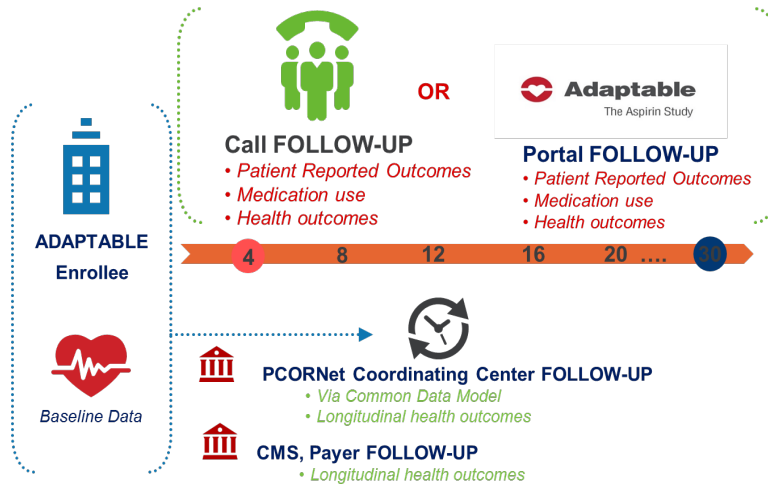 OR
Adaptable
The Aspirin Study
Call FOLLOW-UP
• Patient Reported Outcomes
• Medication use
• Health outcomes
Portal FOLLOW-UP
• Patient Reported Outcomes
• Medication use
• Health outcomes
ADAPTABLE
Enrollee
4 8 12 16 20 .... 30
Baseline Data
PCORNet Coordinating Center FOLLOW-UP
• Via Common Data Model
• Longitudinal health outcomes
CMS, Payer FOLLOW-UP
• Longitudinal health outcomes